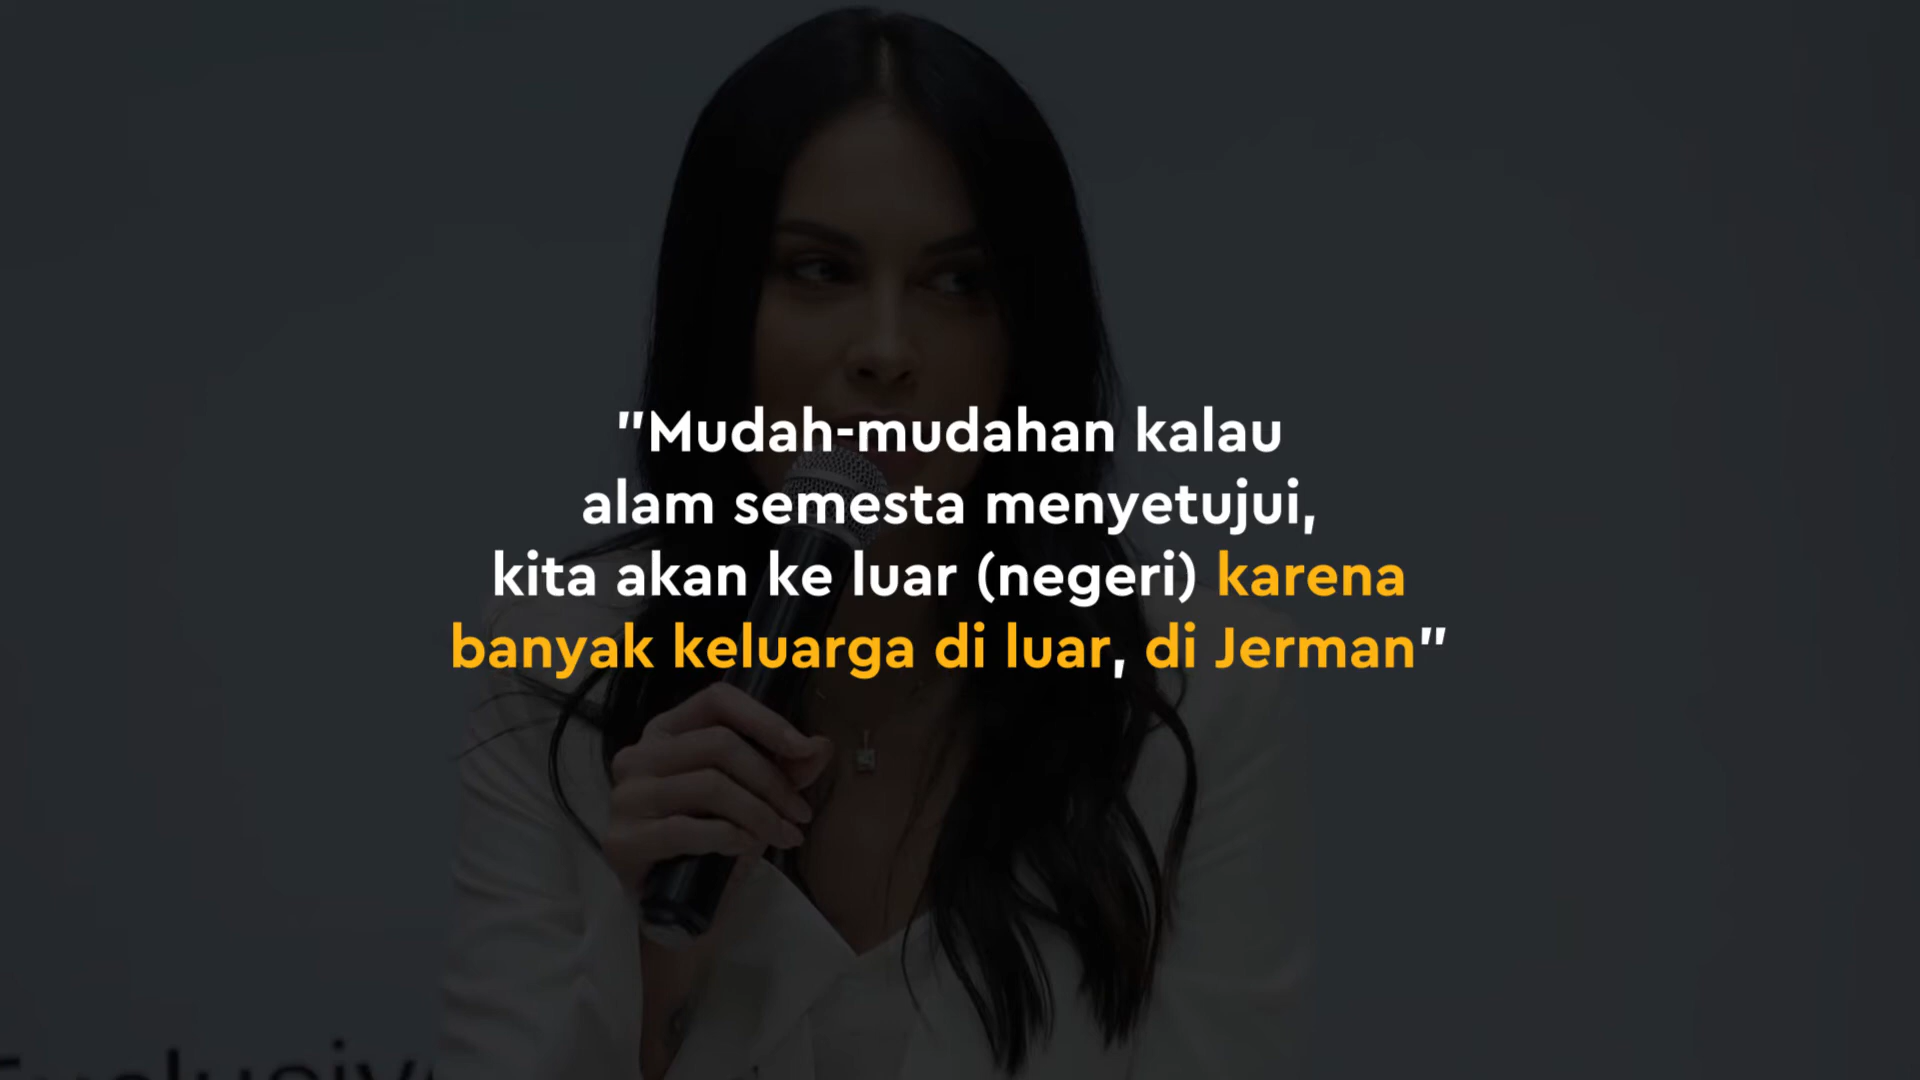 "Mudah-mudahan kalau
alam semesta menyetujui,
kita akan ke luar (negeri) karena
banyak keluarga di luar, di Jerman"